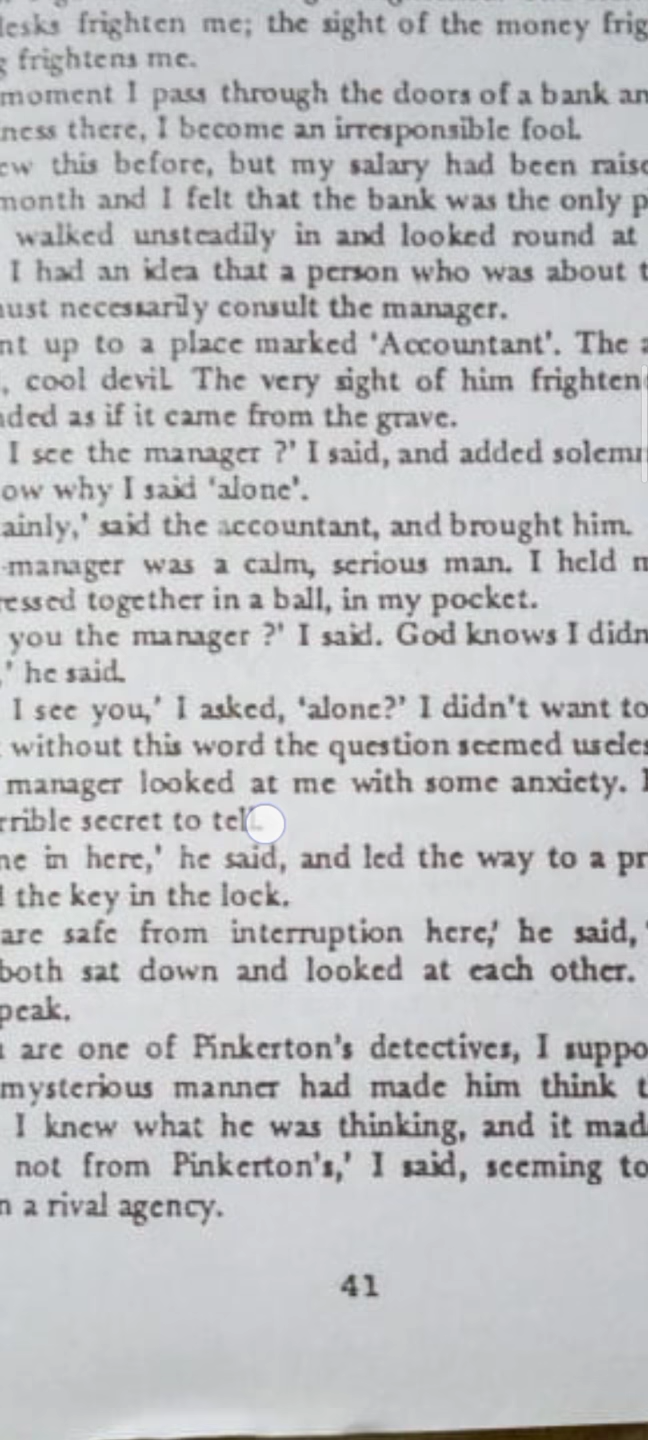 desks frighten me; the sight of the money frig
g frightens me.
moment I pass through the doors of a bank an
ness there, I become an irresponsible fool.
ew this before, but my salary had been raise
month and I felt that the bank was the only p
walked unsteadily in and looked round at
I had an idea that a person who was about t
ust necessarily consult the manager.
nt up to a place marked 'Accountant'. The a
, cool devil. The very sight of him frightene
nded as if it came from the grave.
I see the manager ?' I said, and added solemn
ow why I said 'alone'.
ainly,' said the accountant, and brought him.
manager was a calm, serious man. I held m
ressed together in a ball, in my pocket.
you the manager ?' I said. God knows I didn
,' he said.
I see you,' I asked, 'alone?' I didn't want to
without this word the question seemed useles
manager looked at me with some anxiety. I
rrible secret to tell.
ne in here,' he said, and led the way to a pr
l the key in the lock.
are safe from interruption here,' he said, '
both sat down and looked at each other.
peak.
u are one of Pinkerton's detectives, I suppo
mysterious manner had made him think t
I knew what he was thinking, and it mad
not from Pinkerton's,' I said, seeming to
n a rival agency.
41